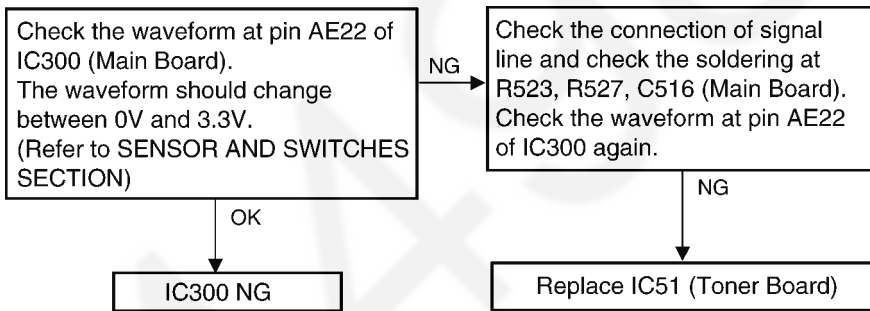 Check the waveform at pin AE22 of
IC300 (Main Board).
The waveform should change
between 0V and 3.3V.
(Refer to SENSOR AND SWITCHES
SECTION)
NG
Check the connection of signal
line and check the soldering at
R523, R527, C516 (Main Board).
Check the waveform at pin AE22
of IC300 again.
OK
NG
IC300 NG
Replace IC51 (Toner Board)